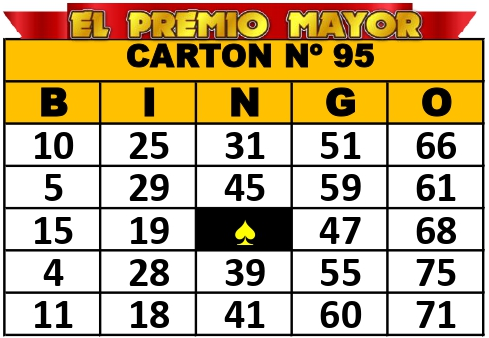 EL PREMIO MAYOR
CARTON Nº 95
B I N G O
10 25 31 51 66
5 29 45 59 61
15 19 ♠ 47 68
4 28 39 55 75
11 18 41 60 71